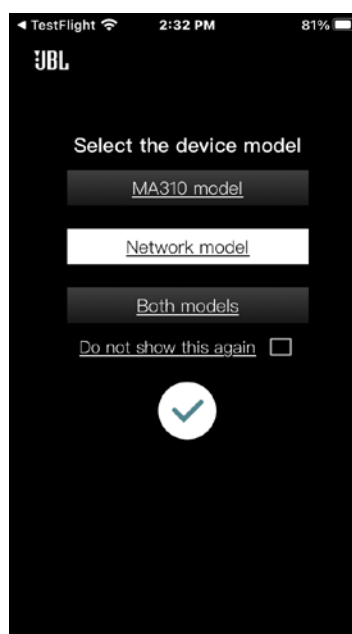 ◀ TestFlight 2:32 PM 81%
JBL
Select the device model
MA310 model
Network model
Both models
Do not show this again